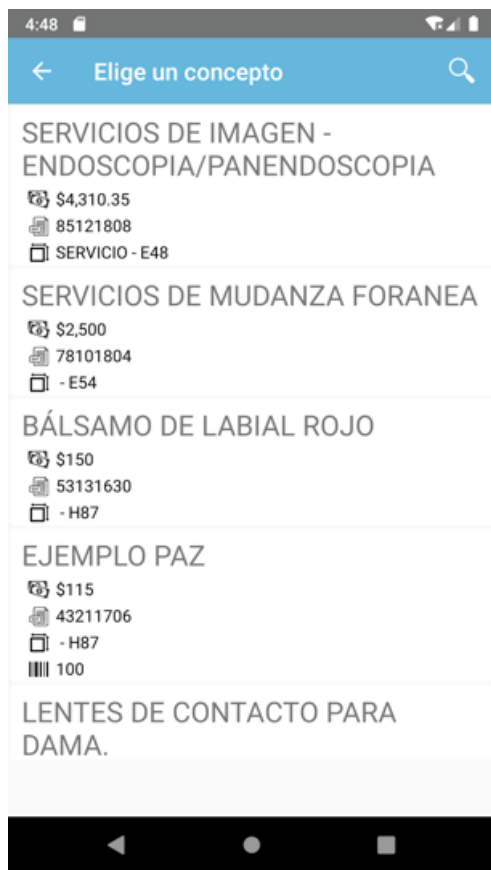 4:48
Elige un concepto
SERVICIOS DE IMAGEN -
ENDOSCOPIA/PANENDOSCOPIA
$4,310.35
85121808
SERVICIO - E48
SERVICIOS DE MUDANZA FORANEA
$2,500
78101804
- E54
BÁLSAMO DE LABIAL ROJO
$150
53131630
- H87
EJEMPLO PAZ
$115
43211706
- H87
100
LENTES DE CONTACTO PARA
DAMA.